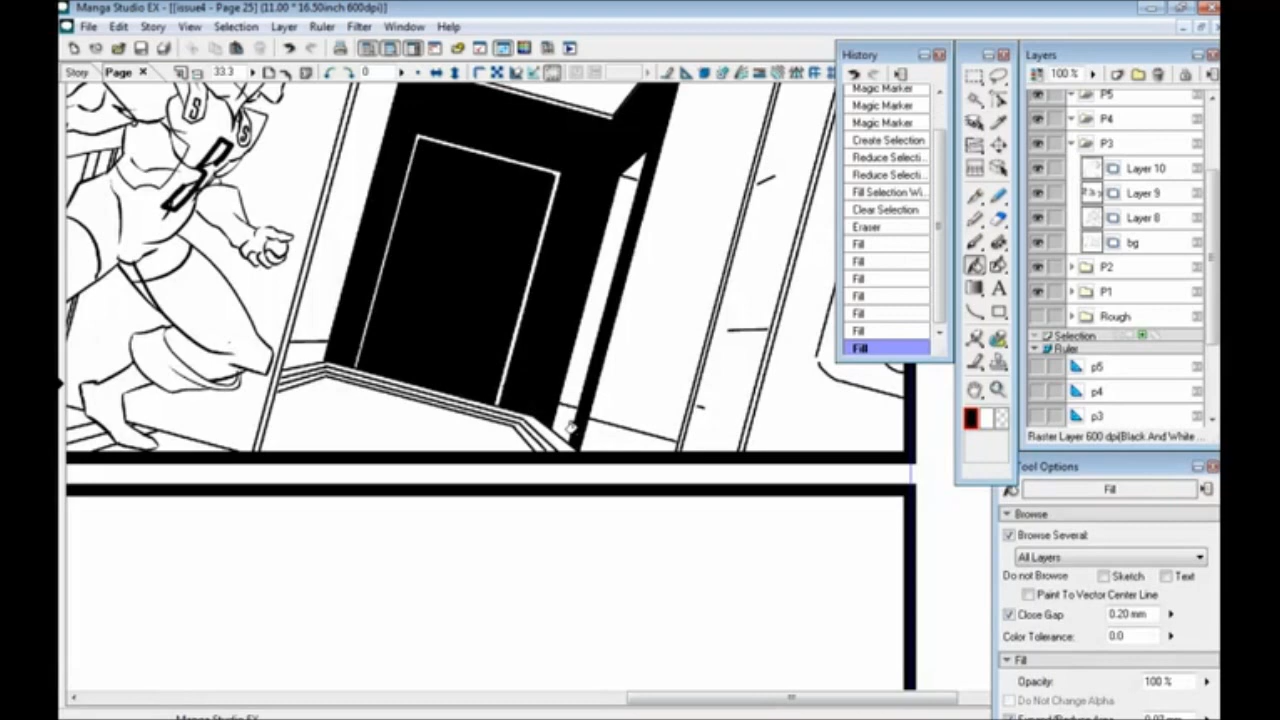 Manga Studio EX - [[issue4 - Page 25] (11.00 * 16.50inch 600dpi)]
File Edit Story View Selection Layer Ruler Filter Window Help
Story Page 33.3 0
History
Magic Marker
Magic Marker
Magic Marker
Create Selection
Reduce Selecti..
Reduce Selecti..
Fill Selection Wi..
Clear Selection
Eraser
Fill
Fill
Fill
Fill
Fill
Fill
Fill
Layers
100 %
P5
P4
P3
Layer 10
Layer 9
Layer 8
bg
P2
P1
Rough
Selection
Ruler
p5
p4
p3
Raster Layer 600 dpi(Black And White ...
Tool Options
Fill
Browse
Browse Several:
All Layers
Do not Browse Sketch Text
Paint To Vector Center Line
Close Gap 0.20 mm
Color Tolerance: 0.0
Fill
Opacity: 100 %
Do Not Change Alpha
S
S
Manga Studio EX